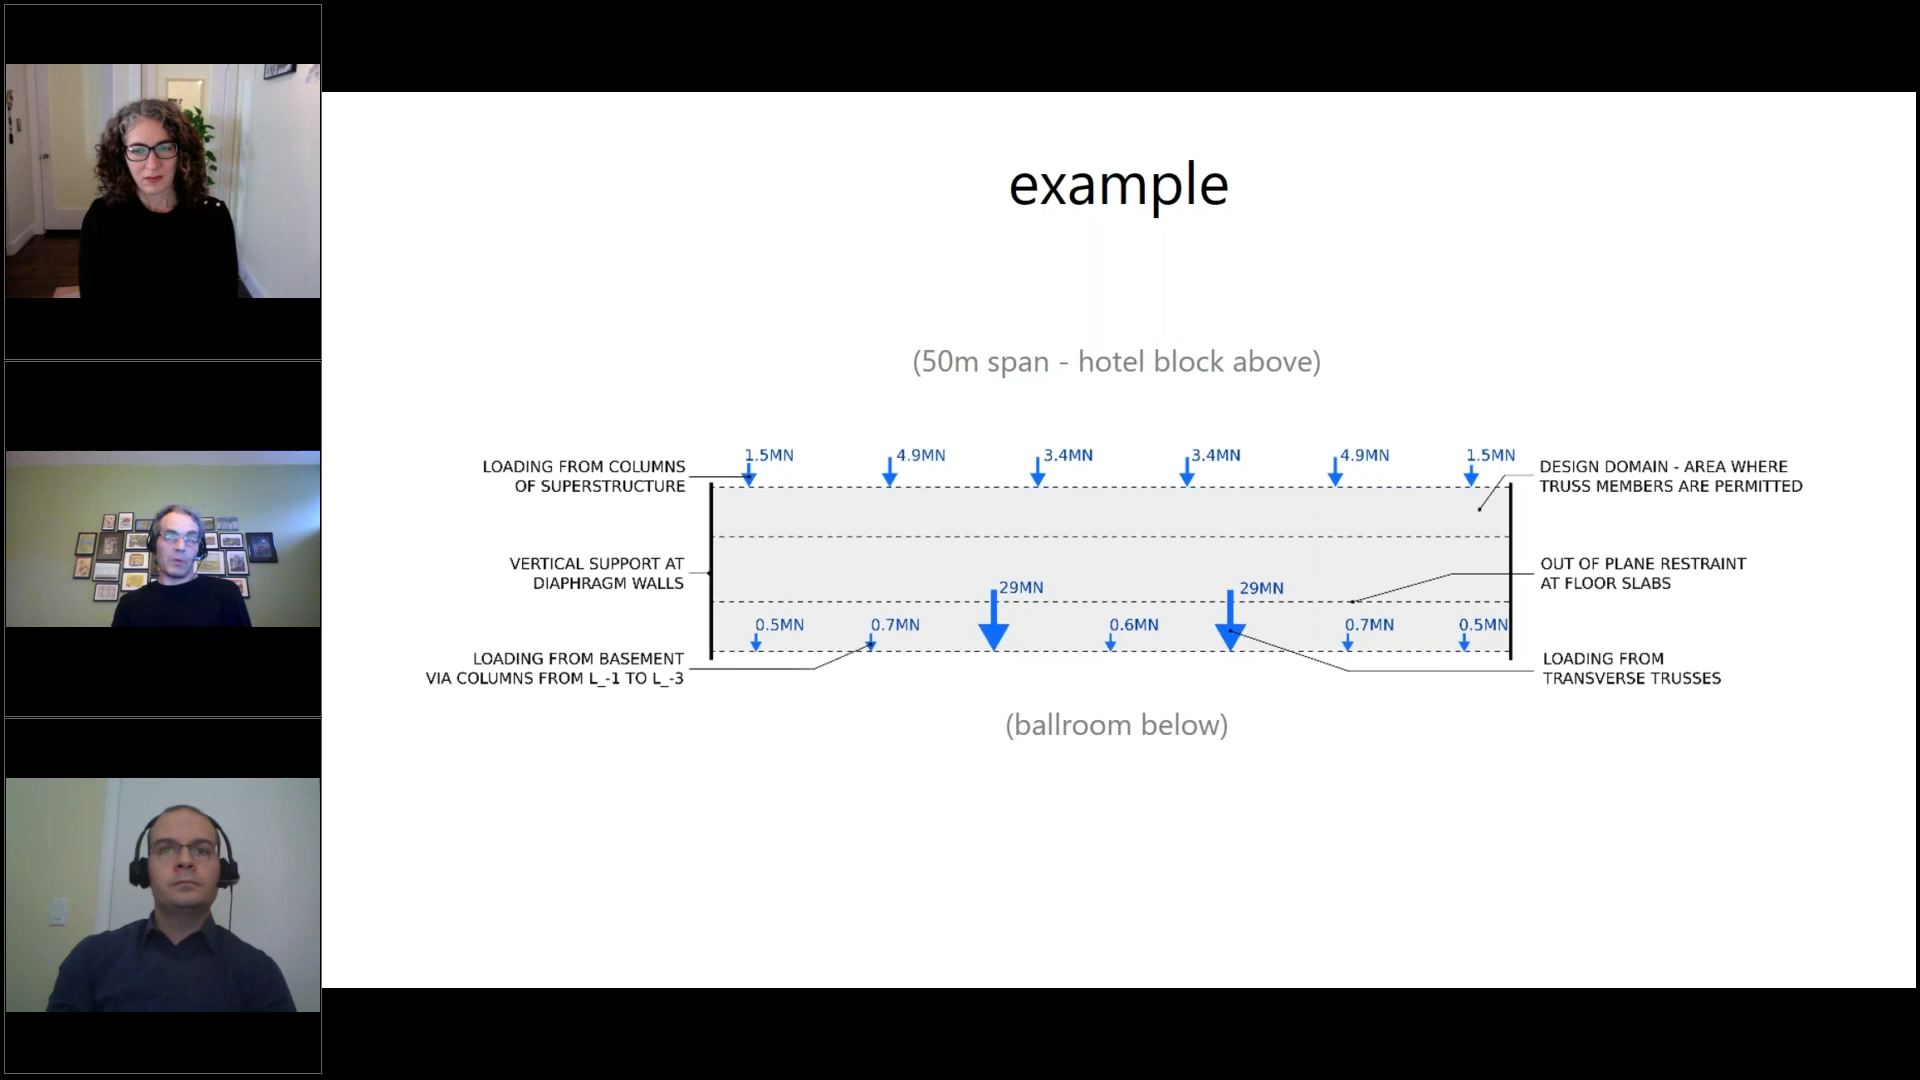 example
(50m span - hotel block above)
1.5MN 4.9MN 3.4MN 3.4MN 4.9MN 1.5MN
LOADING FROM COLUMNS
OF SUPERSTRUCTURE
DESIGN DOMAIN - AREA WHERE
TRUSS MEMBERS ARE PERMITTED
VERTICAL SUPPORT AT
DIAPHRAGM WALLS
OUT OF PLANE RESTRAINT
AT FLOOR SLABS
29MN 29MN
0.5MN 0.7MN 0.6MN 0.7MN 0.5MN
LOADING FROM BASEMENT
VIA COLUMNS FROM L_-1 TO L_-3
LOADING FROM
TRANSVERSE TRUSSES
(ballroom below)